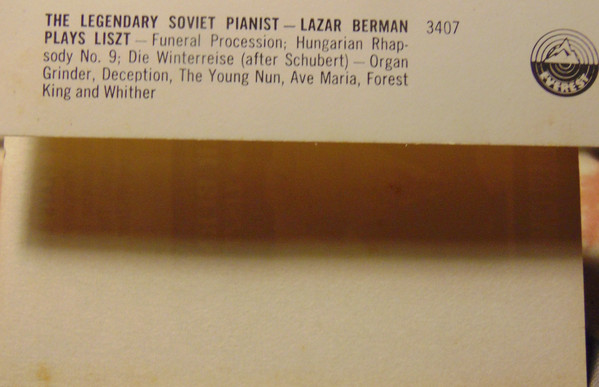 THE LEGENDARY SOVIET PIANIST — LAZAR BERMAN 3407
PLAYS LISZT — Funeral Procession; Hungarian Rhap-
sody No. 9; Die Winterreise (after Schubert) — Organ
Grinder, Deception, The Young Nun, Ave Maria, Forest
King and Whither
EVEREST